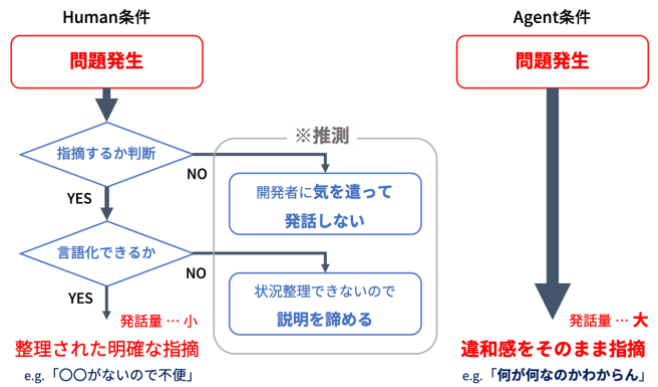 Human条件
問題発生
指摘するか判断
NO
YES
言語化できるか
NO
YES
発話量 … 小
整理された明確な指摘
e.g.「〇〇がないので不便」
※推測
開発者に気を遣って
発話しない
状況整理できないので
説明を諦める
Agent条件
問題発生
発話量 … 大
違和感をそのまま指摘
e.g.「何が何なのかわからん」